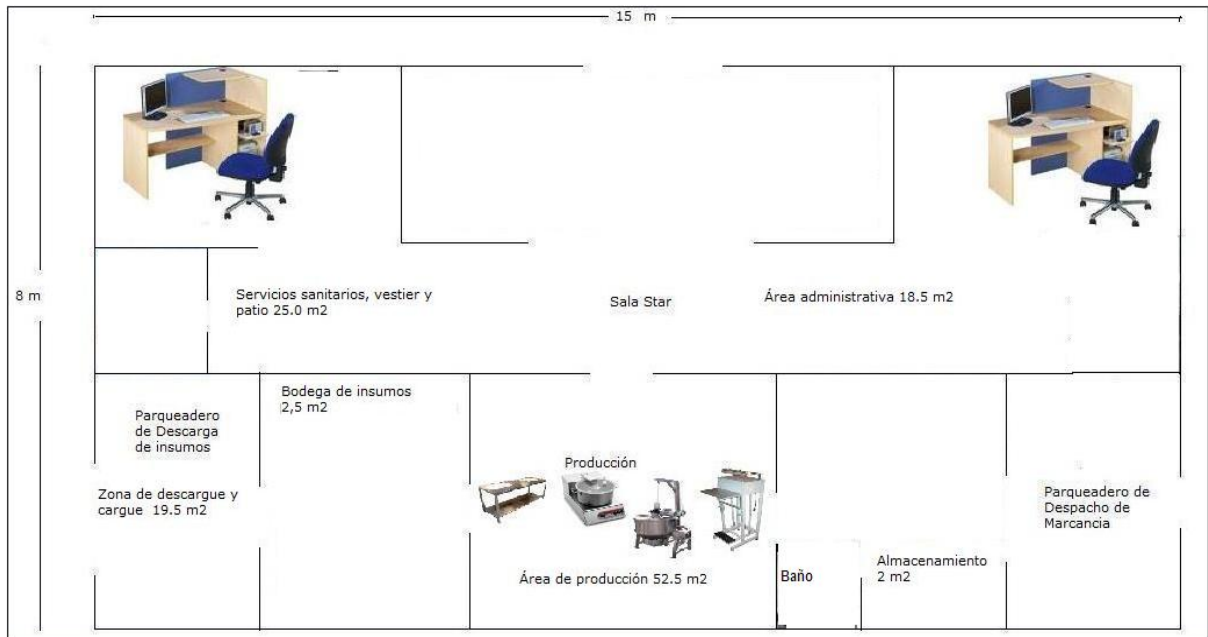 15 m
8 m
Servicios sanitarios, vestier y
patio 25.0 m2
Sala Star
Área administrativa 18.5 m2
Bodega de insumos
2,5 m2
Parqueadero
de Descarga
de insumos
Zona de descargue y
cargue 19.5 m2
Producción
Área de producción 52.5 m2
Baño
Almacenamiento
2 m2
Parqueadero de
Despacho de
Marcancia